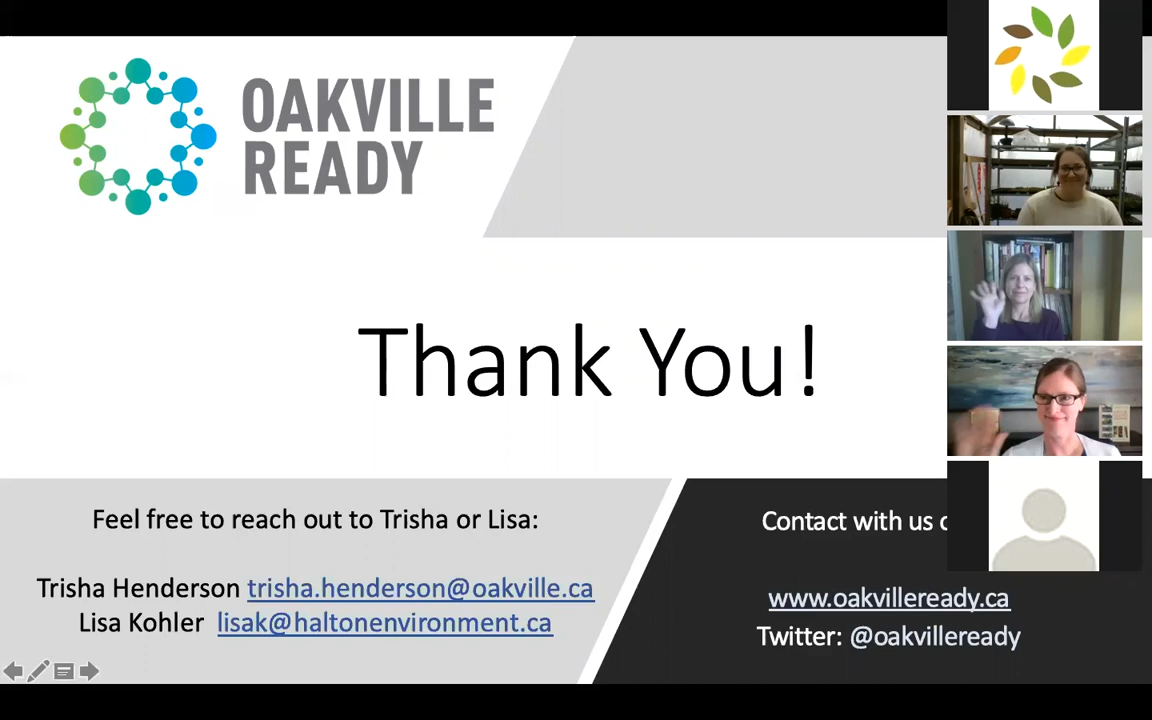 OAKVILLE
READY
Thank You!
Feel free to reach out to Trisha or Lisa:
Trisha Henderson trisha.henderson@oakville.ca
Lisa Kohler lisak@haltonenvironment.ca
Contact with us
www.oakvilleready.ca
Twitter: @oakvilleready